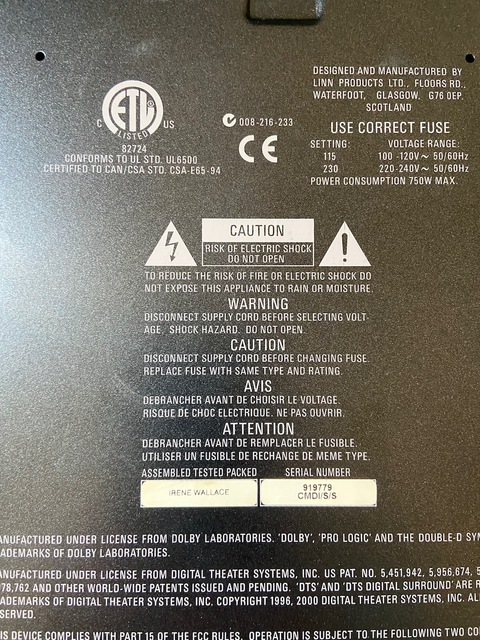 DESIGNED AND MANUFACTURED BY
LINN PRODUCTS LTD., FLOORS RD.,
WATERFOOT, GLASGOW, G76 0EP,
SCOTLAND
C ETL US
LISTED
82724
CONFORMS TO UL STD. UL6500
CERTIFIED TO CAN/CSA STD. CSA-E65-94
008-216-233
CE
USE CORRECT FUSE
SETTING: VOLTAGE RANGE:
115 100 -120V~ 50/60Hz
230 220-240V~ 50/60Hz
POWER CONSUMPTION 750W MAX.
CAUTION
RISK OF ELECTRIC SHOCK
DO NOT OPEN
TO REDUCE THE RISK OF FIRE OR ELECTRIC SHOCK DO
NOT EXPOSE THIS APPLIANCE TO RAIN OR MOISTURE.
WARNING
DISCONNECT SUPPLY CORD BEFORE SELECTING VOLT-
AGE, SHOCK HAZARD. DO NOT OPEN.
CAUTION
DISCONNECT SUPPLY CORD BEFORE CHANGING FUSE.
REPLACE FUSE WITH SAME TYPE AND RATING.
AVIS
DEBRANCHER AVANT DE CHOISIR LE VOLTAGE.
RISQUE DE CHOC ELECTRIQUE. NE PAS OUVRIR.
ATTENTION
DEBRANCHER AVANT DE REMPLACER LE FUSIBLE.
UTILISER UN FUSIBLE DE RECHANGE DE MEME TYPE.
ASSEMBLED TESTED PACKED SERIAL NUMBER
IRENE WALLACE 919779
CMDI/S/S
ANUFACTURED UNDER LICENSE FROM DOLBY LABORATORIES. 'DOLBY', 'PRO LOGIC' AND THE DOUBLE-D SYM
ADEMARKS OF DOLBY LABORATORIES.
ANUFACTURED UNDER LICENSE FROM DIGITAL THEATER SYSTEMS, INC. US PAT. NO. 5,451,942, 5,956,674, 5
78,762 AND OTHER WORLD-WIDE PATENTS ISSUED AND PENDING. 'DTS' AND 'DTS DIGITAL SURROUND' ARE R
ADEMARKS OF DIGITAL THEATER SYSTEMS, INC. COPYRIGHT 1996, 2000 DIGITAL THEATER SYSTEMS, INC. ALL
SERVED.
IS DEVICE COMPLIES WITH PART 15 OF THE FCC RULES. OPERATION IS SUBJECT TO THE FOLLOWING TWO CON